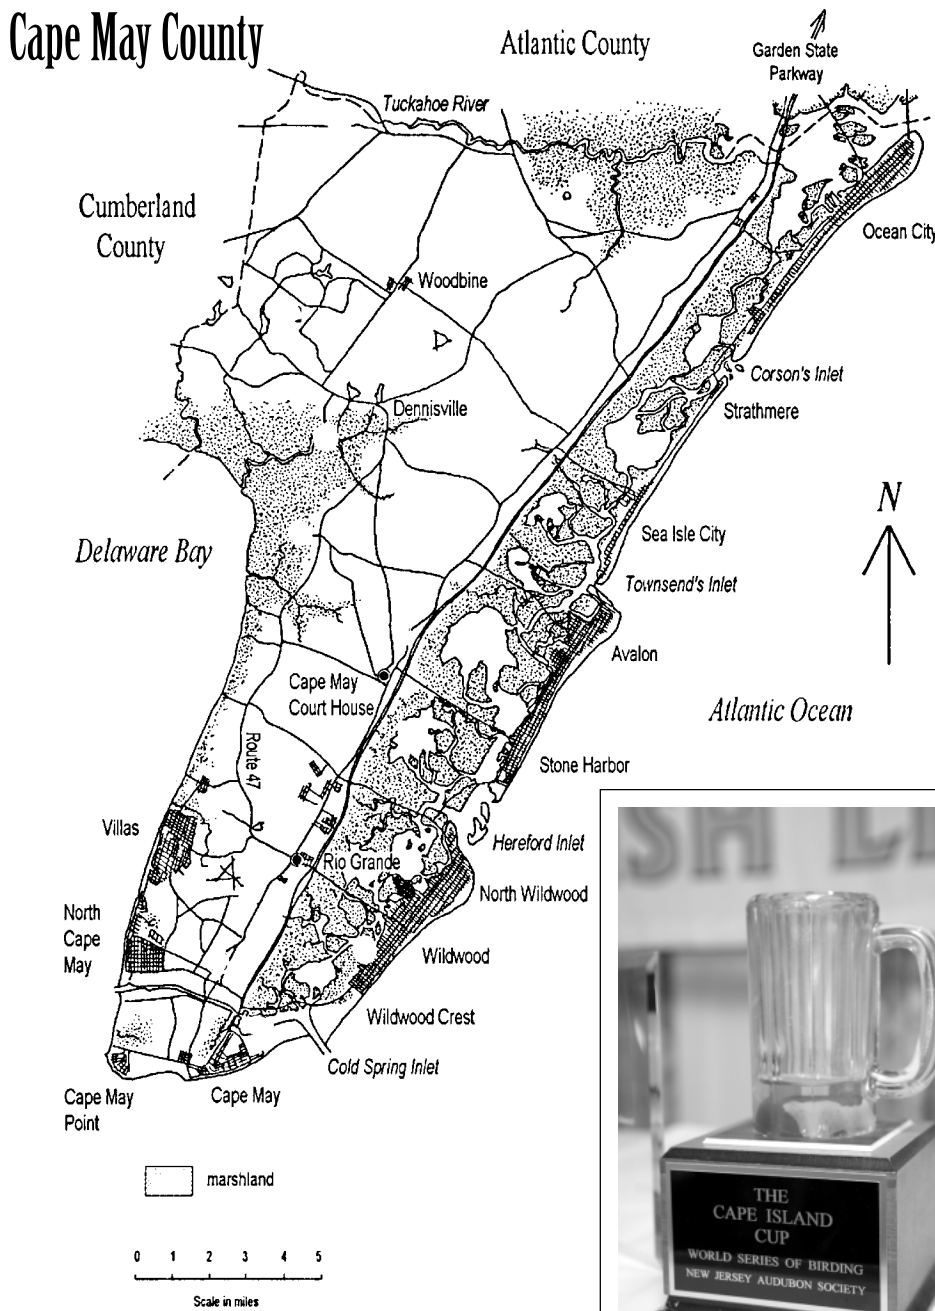 Cape May County
Atlantic County
Garden State
Parkway
Tuckahoe River
Cumberland
County
Ocean City
Woodbine
Corson's Inlet
Strathmere
Dennisville
N
Delaware Bay
Sea Isle City
Townsend's Inlet
Avalon
Cape May
Court House
Atlantic Ocean
Route 47
Stone Harbor
Villas
Hereford Inlet
Rio Grande
North Wildwood
North
Cape
May
Wildwood
Wildwood Crest
Cold Spring Inlet
Cape May
Point
Cape May
marshland
0 1 2 3 4 5
Scale in miles
SH
THE
CAPE ISLAND
CUP
WORLD SERIES OF BIRDING
NEW JERSEY AUDUBON SOCIETY